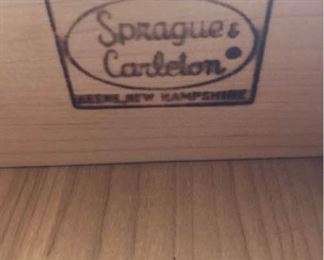 Sprague &
Carleton
KEENE, NEW HAMPSHIRE